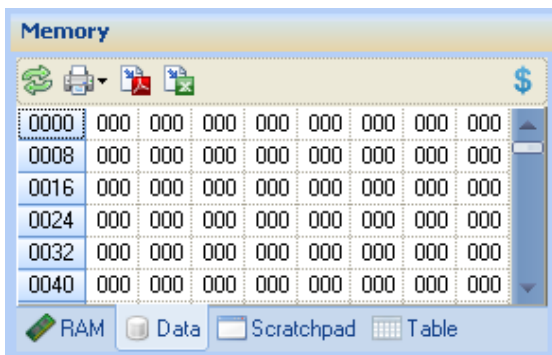 Memory
$
0000 000 000 000 000 000 000 000 000
0008 000 000 000 000 000 000 000 000
0016 000 000 000 000 000 000 000 000
0024 000 000 000 000 000 000 000 000
0032 000 000 000 000 000 000 000 000
0040 000 000 000 000 000 000 000 000
RAM Data Scratchpad Table